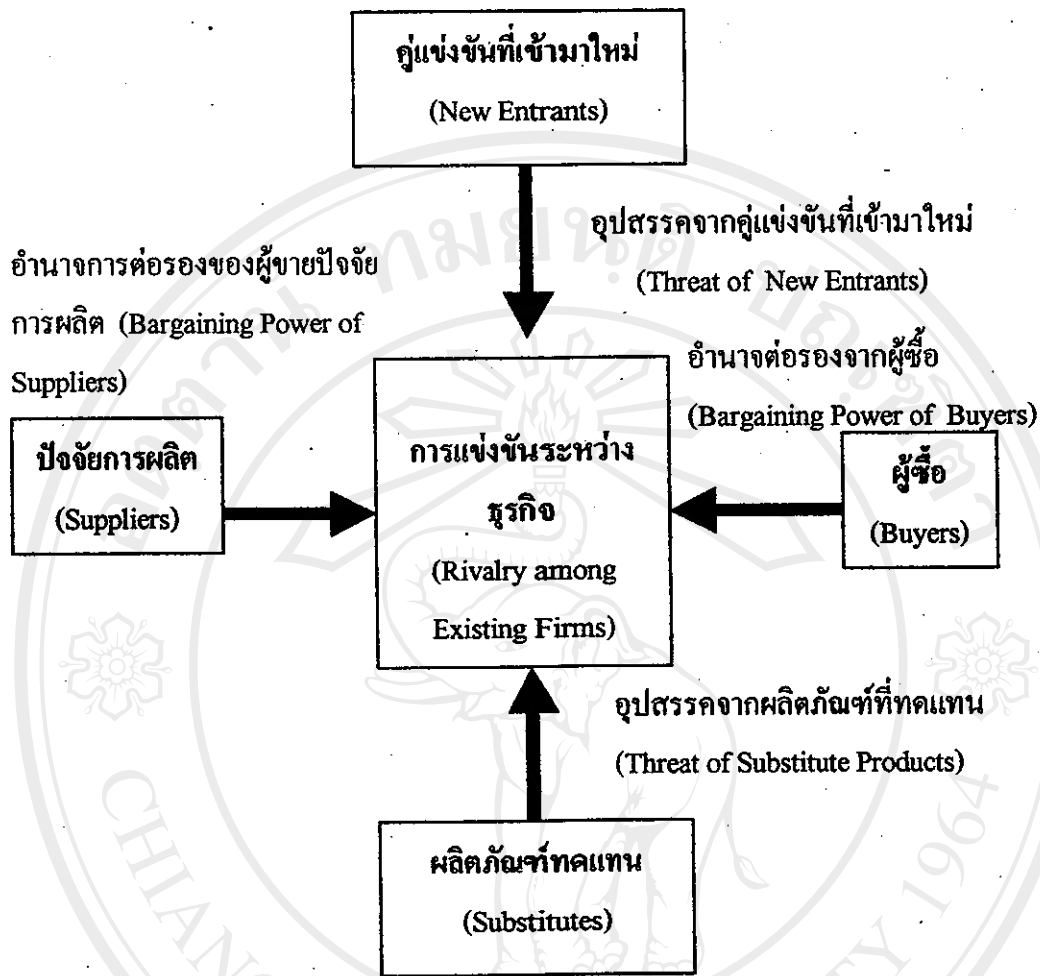 คู่แข่งขันที่เข้ามาใหม่
(New Entrants)
อุปสรรคจากคู่แข่งขันที่เข้ามาใหม่
(Threat of New Entrants)
อำนาจการต่อรองของผู้ขายปัจจัย
การผลิต (Bargaining Power of
Suppliers)
อำนาจต่อรองจากผู้ซื้อ
(Bargaining Power of Buyers)
ปัจจัยการผลิต
(Suppliers)
การแข่งขันระหว่าง
ธุรกิจ
(Rivalry among
Existing Firms)
ผู้ซื้อ
(Buyers)
อุปสรรคจากผลิตภัณฑ์ที่ทดแทน
(Threat of Substitute Products)
ผลิตภัณฑ์ทดแทน
(Substitutes)
1964